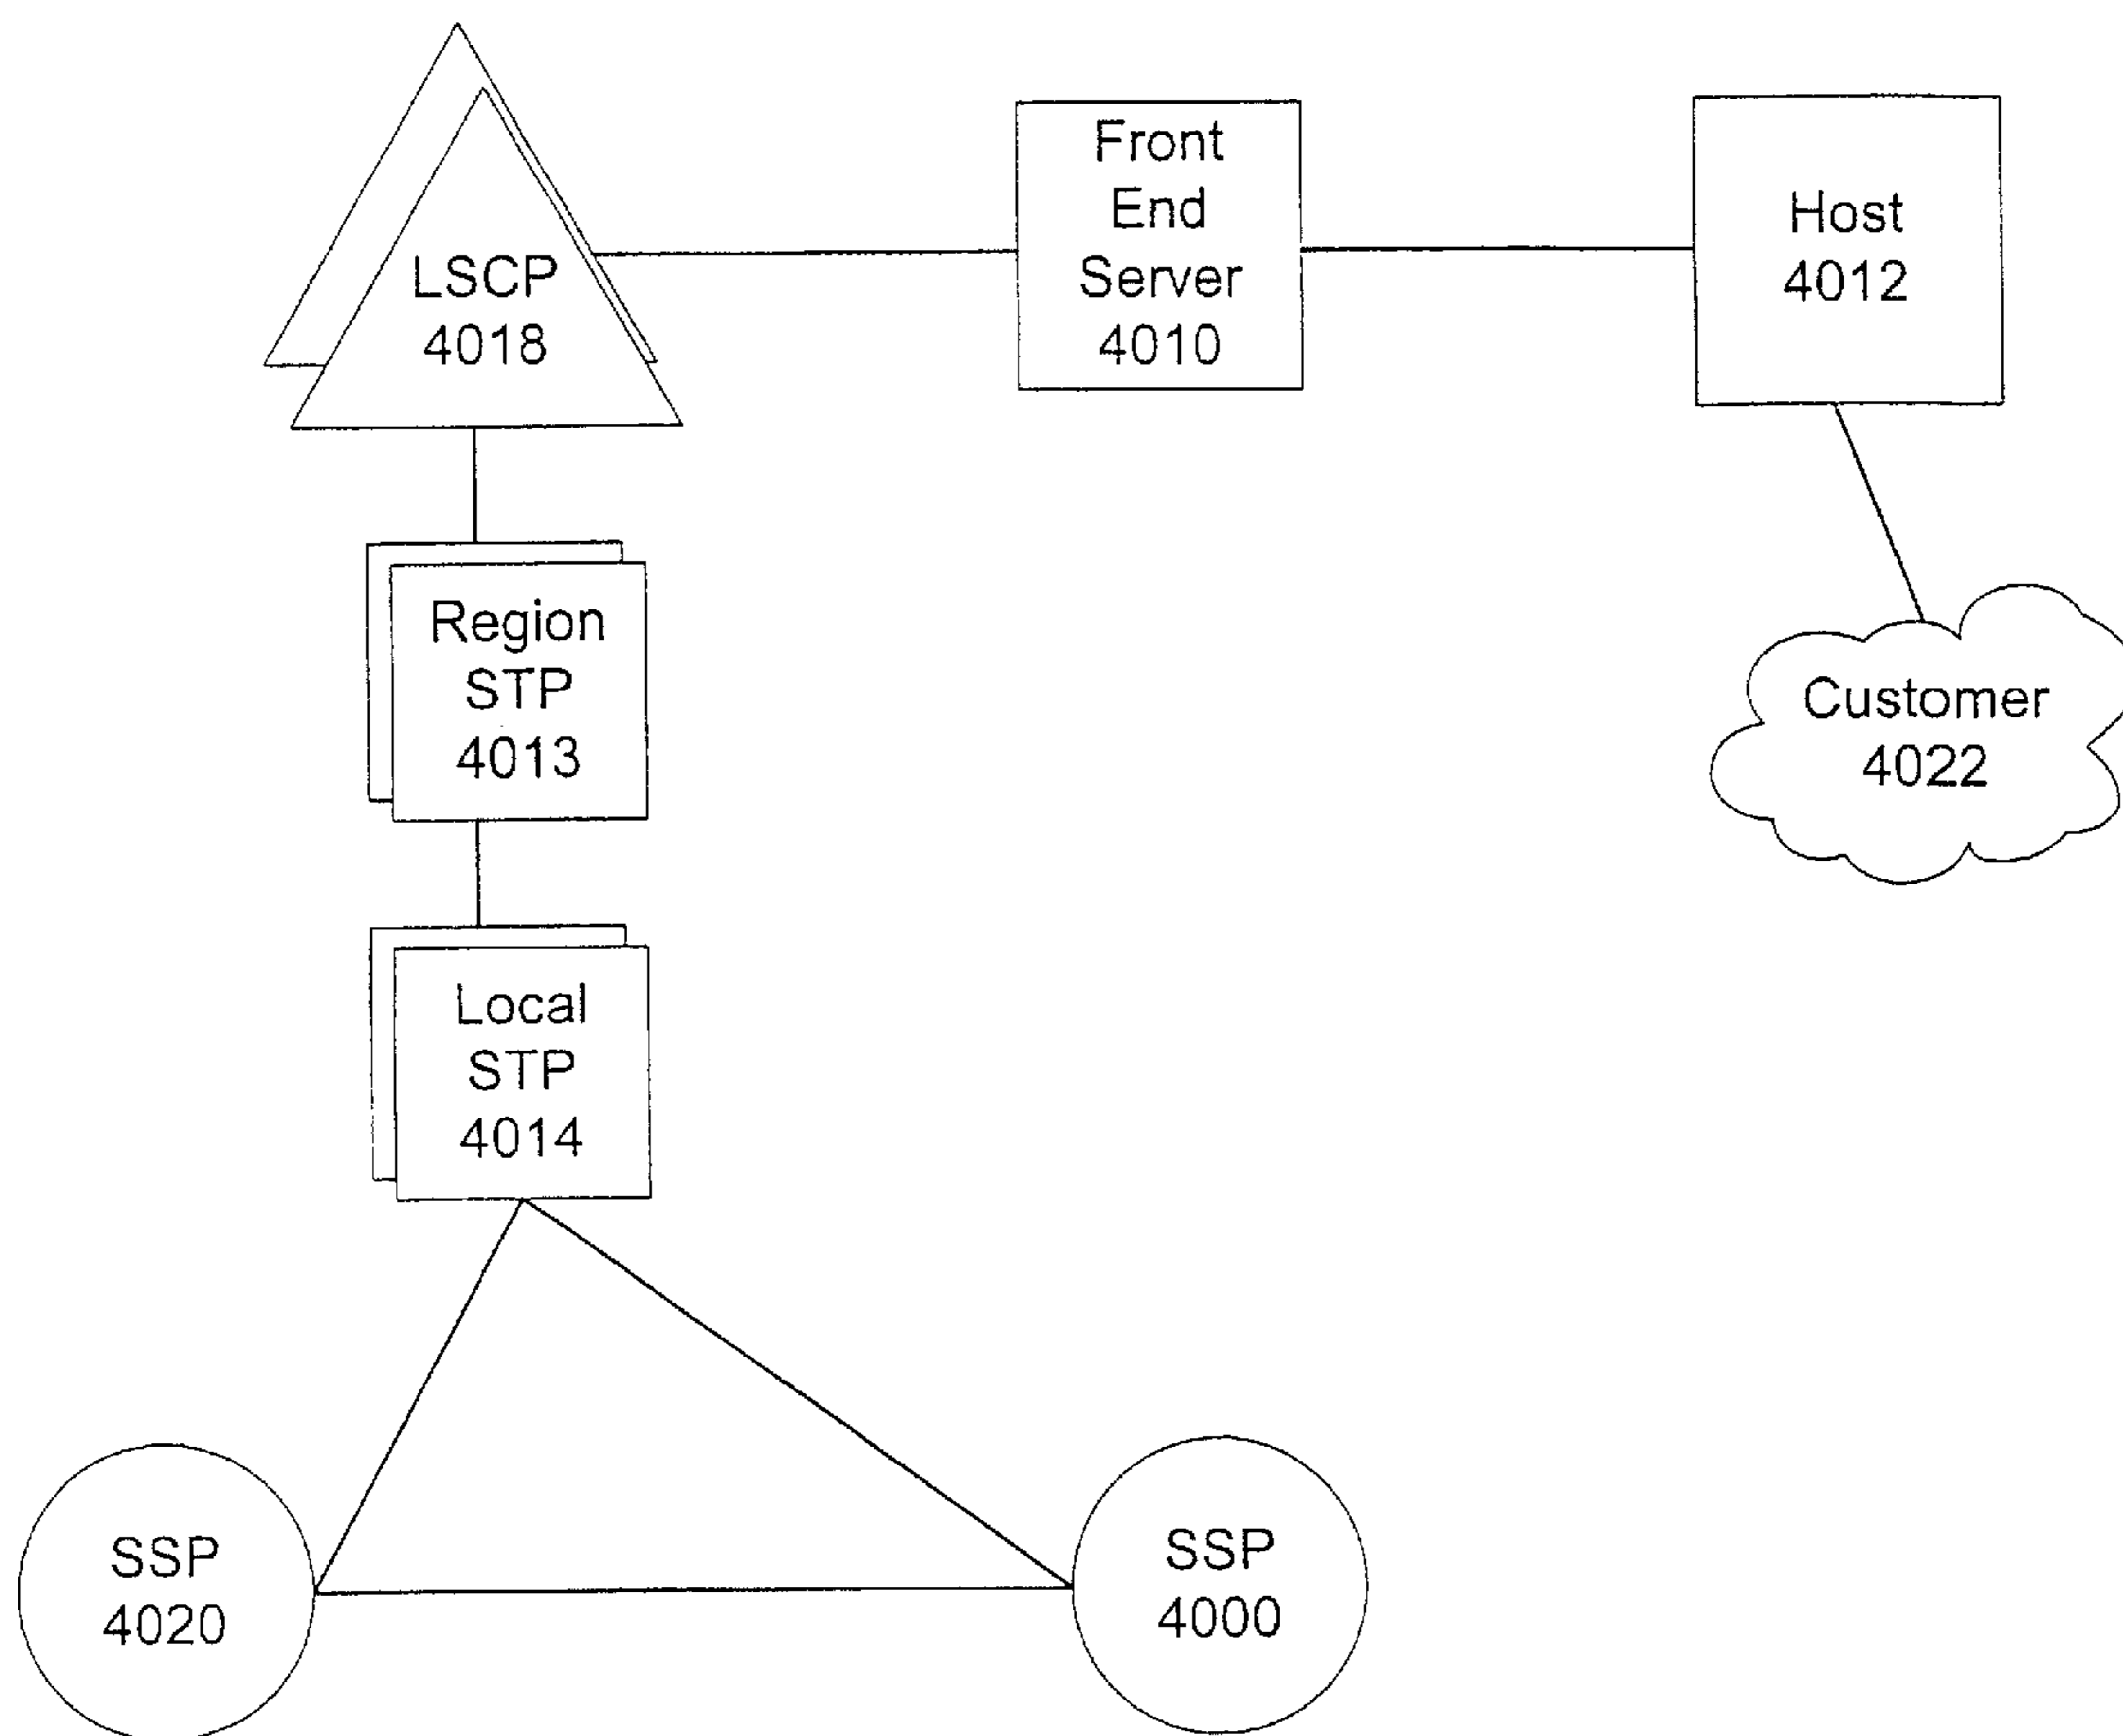 LSCP
4018
Front
End
Server
4010
Host
4012
Region
STP
4013
Customer
4022
Local
STP
4014
SSP
4020
SSP
4000